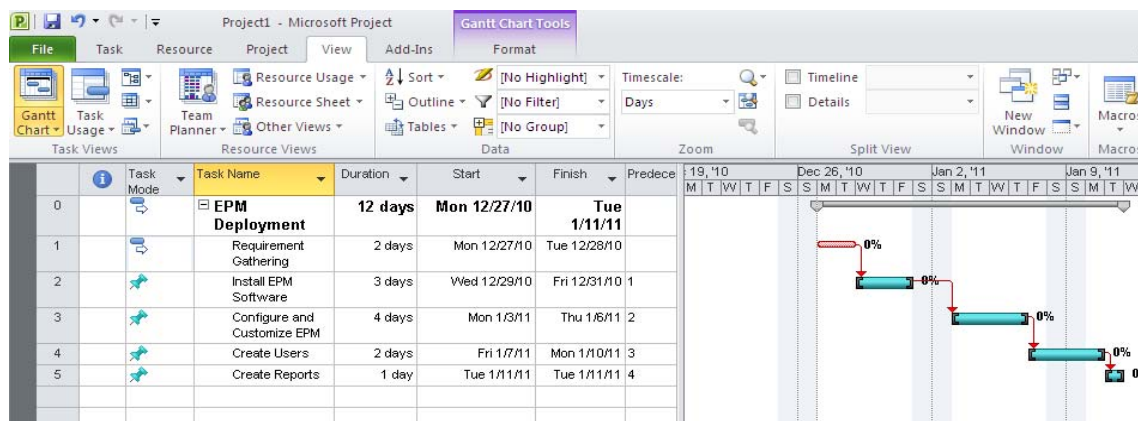 Project1 - Microsoft Project
Gantt Chart Tools
File Task Resource Project View Add-Ins Format
Gantt Chart
Task Usage
Team Planner
Resource Usage
Resource Sheet
Other Views
Sort
Outline
Tables
[No Highlight]
[No Filter]
[No Group]
Timescale:
Days
Timeline
Details
New Window
Macros
Task Views Resource Views Data Zoom Split View Window Macros
Task Mode Task Name Duration Start Finish Predece
19, '10 Dec 26, '10 Jan 2, '11 Jan 9, '11
M T W T F S S M T W T F S S M T W T F S S M T W
0 EPM Deployment 12 days Mon 12/27/10 Tue 1/11/11
1 Requirement Gathering 2 days Mon 12/27/10 Tue 12/28/10 0%
2 Install EPM Software 3 days Wed 12/29/10 Fri 12/31/10 1 0%
3 Configure and Customize EPM 4 days Mon 1/3/11 Thu 1/6/11 2 0%
4 Create Users 2 days Fri 1/7/11 Mon 1/10/11 3 0%
5 Create Reports 1 day Tue 1/11/11 Tue 1/11/11 4 0